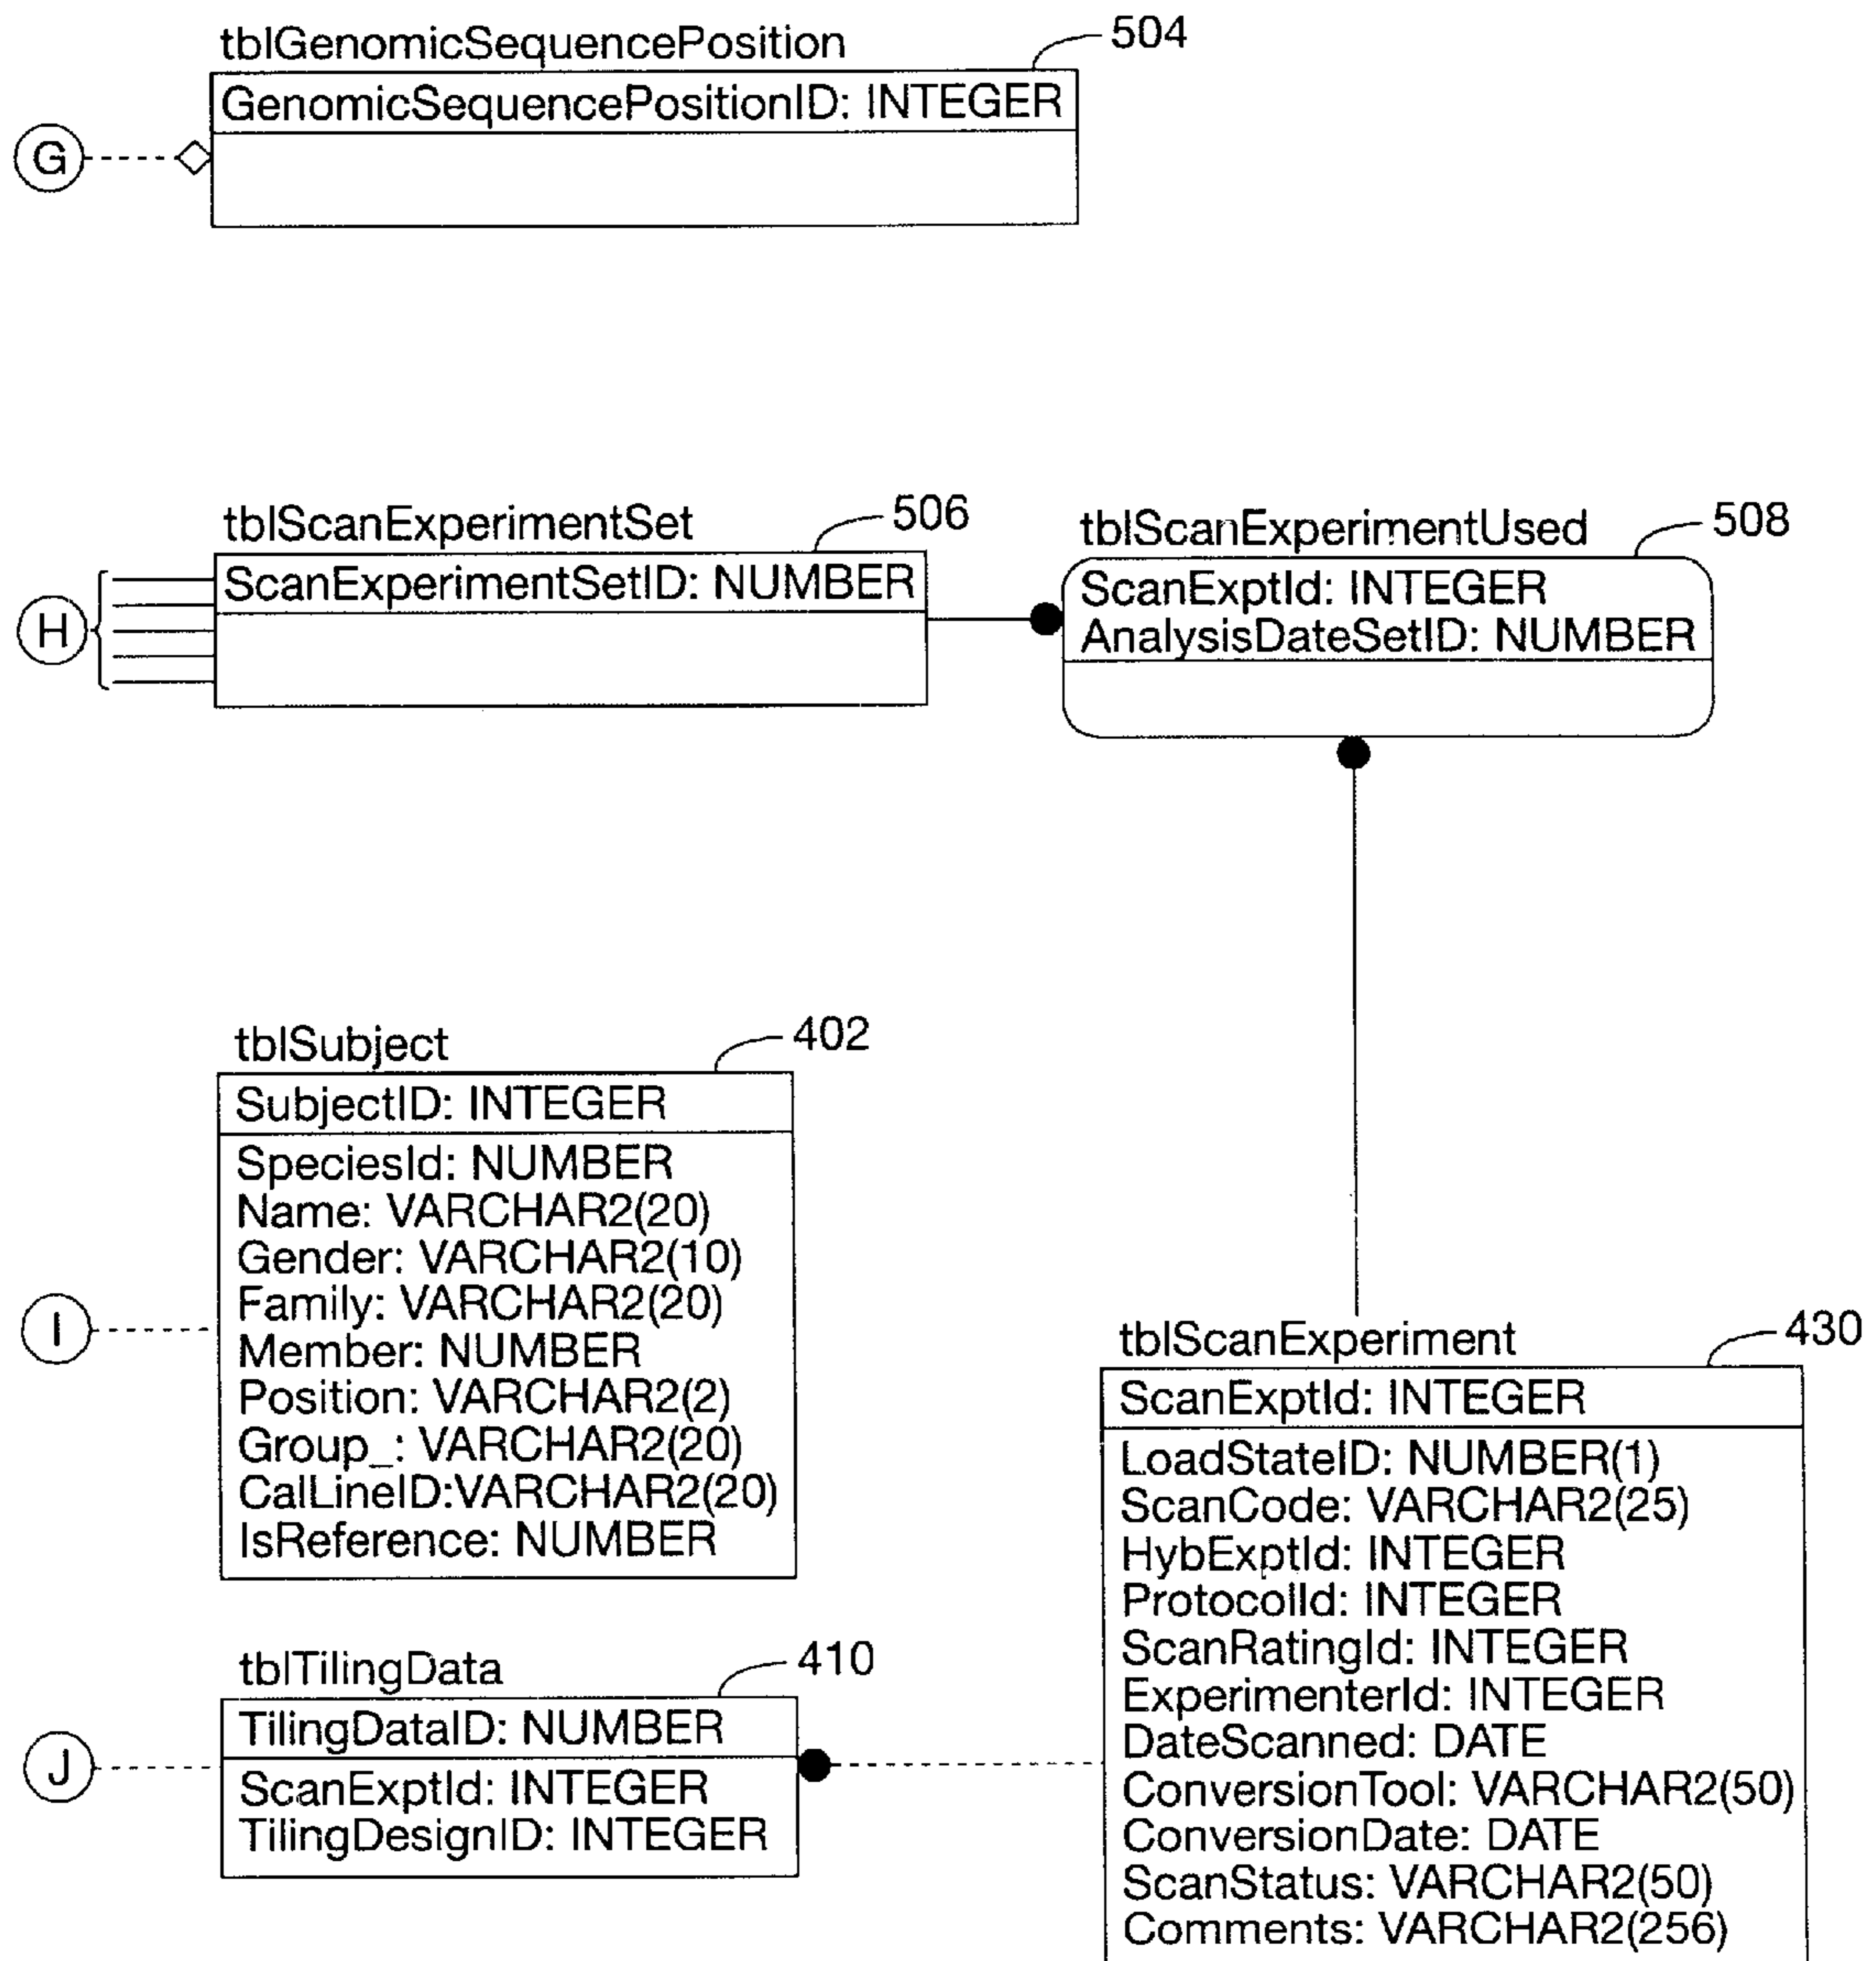 tblGenomicSequencePosition
504
GenomicSequencePositionID: INTEGER
G
tblScanExperimentSet
506
ScanExperimentSetID: NUMBER
H
tblScanExperimentUsed
508
ScanExptId: INTEGER
AnalysisDateSetID: NUMBER
tblSubject
402
SubjectID: INTEGER
SpeciesId: NUMBER
Name: VARCHAR2(20)
Gender: VARCHAR2(10)
Family: VARCHAR2(20)
Member: NUMBER
Position: VARCHAR2(2)
Group_: VARCHAR2(20)
CalLineID:VARCHAR2(20)
IsReference: NUMBER
I
tblTilingData
410
TilingDataID: NUMBER
ScanExptId: INTEGER
TilingDesignID: INTEGER
J
tblScanExperiment
430
ScanExptId: INTEGER
LoadStateID: NUMBER(1)
ScanCode: VARCHAR2(25)
HybExptId: INTEGER
ProtocolId: INTEGER
ScanRatingId: INTEGER
ExperimenterId: INTEGER
DateScanned: DATE
ConversionTool: VARCHAR2(50)
ConversionDate: DATE
ScanStatus: VARCHAR2(50)
Comments: VARCHAR2(256)